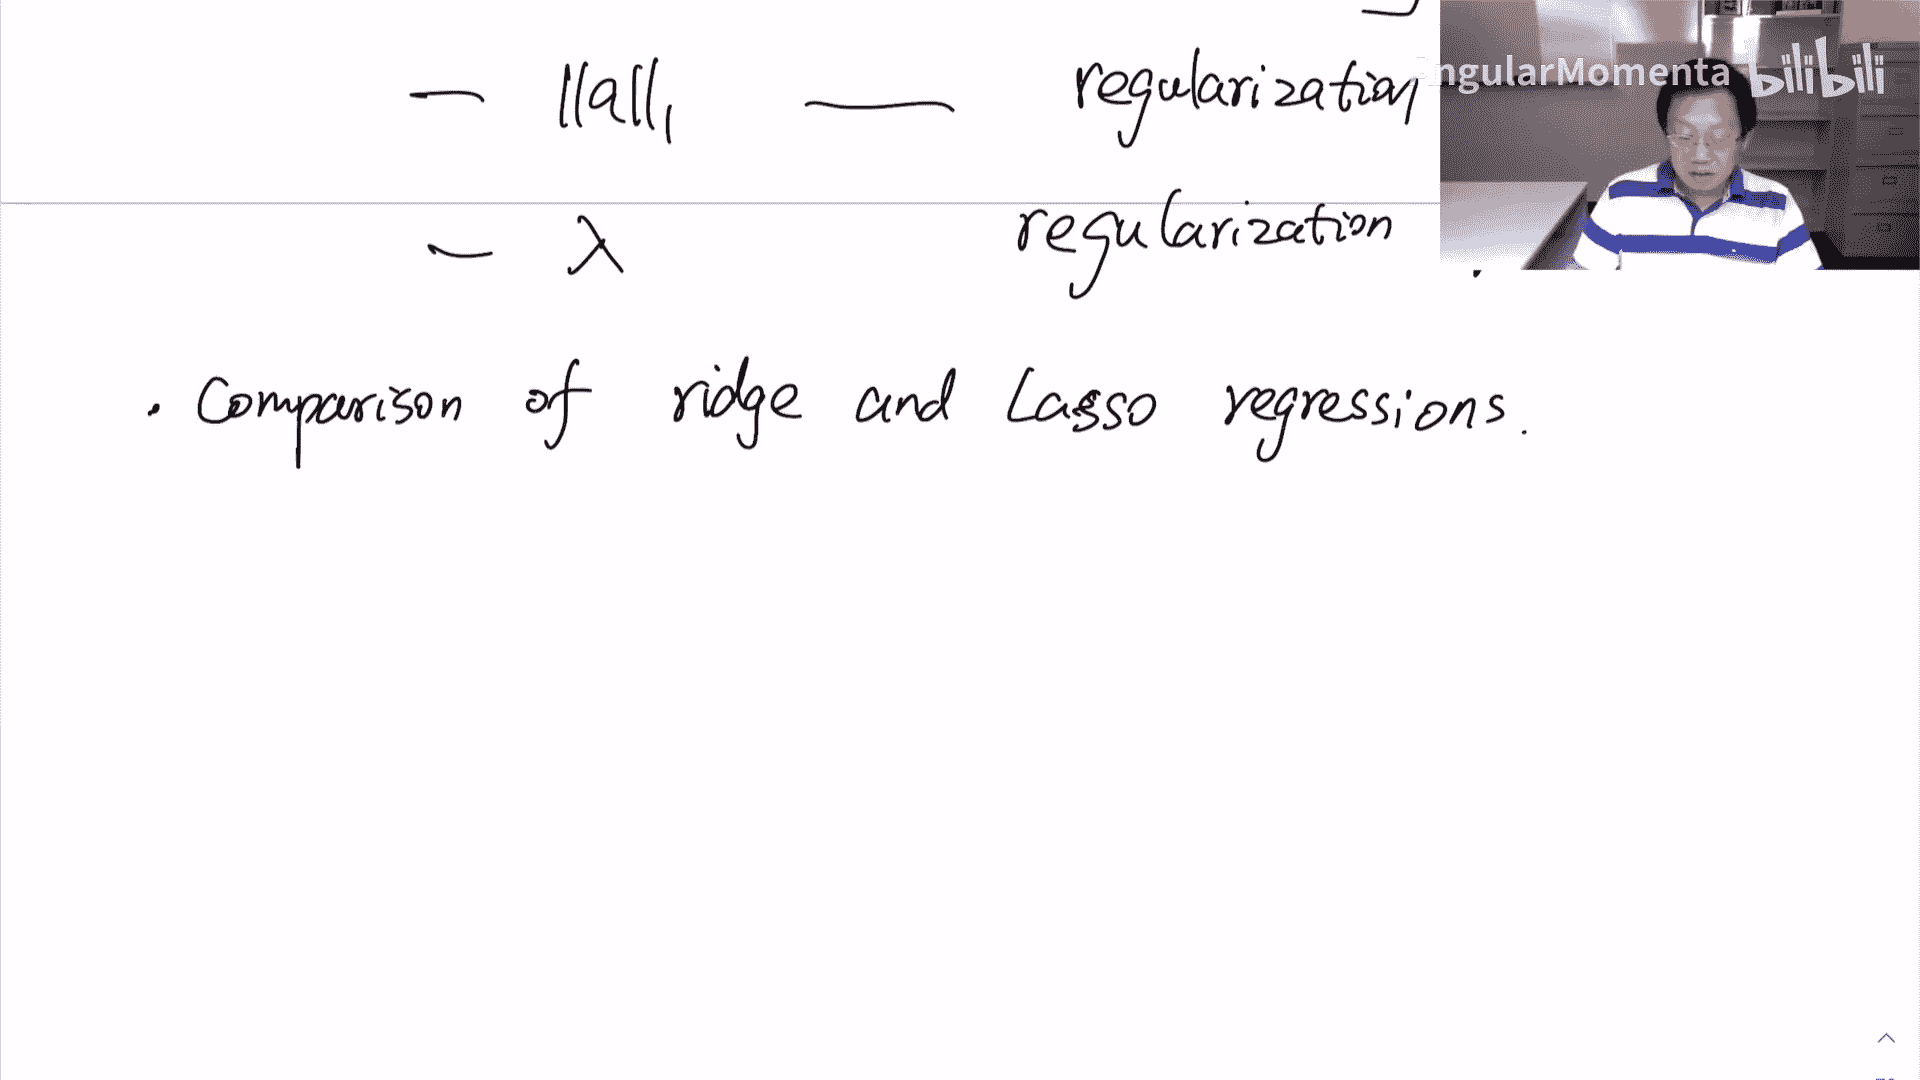 — ||a||₁ — regularization
AngularMomenta bilibili
— λ regularization
. Comparison of ridge and Lasso regressions.